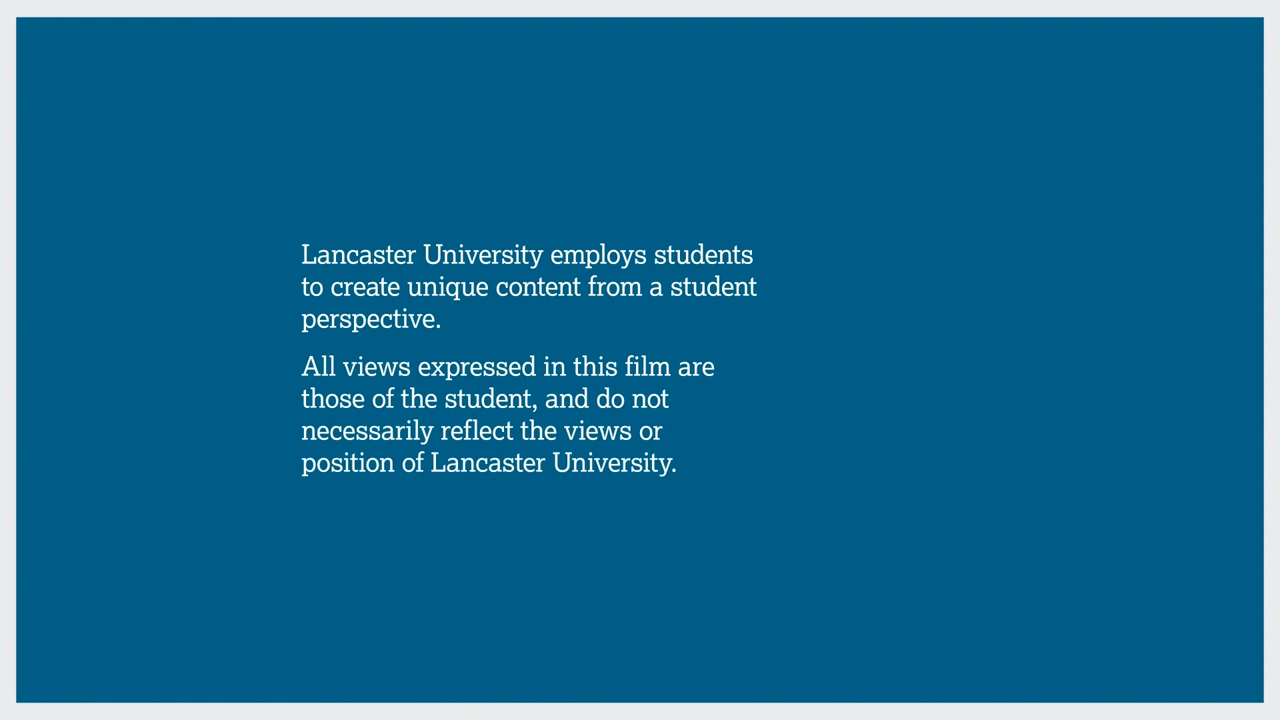 Lancaster University employs students
to create unique content from a student
perspective.
All views expressed in this film are
those of the student, and do not
necessarily reflect the views or
position of Lancaster University.